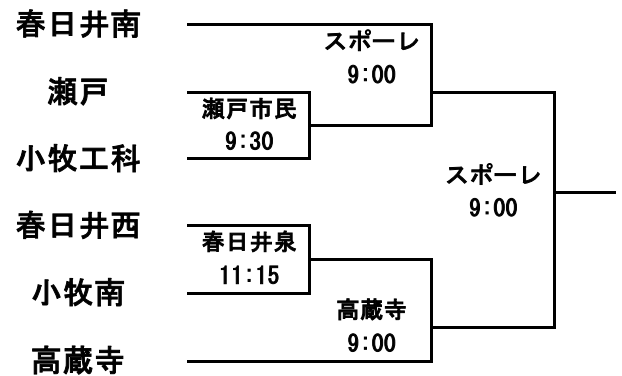 春日井南
スポーレ
9:00
瀬戸
瀬戸市民
9:30
小牧工科
スポーレ
9:00
春日井西
春日井泉
11:15
小牧南
高蔵寺
9:00
高蔵寺